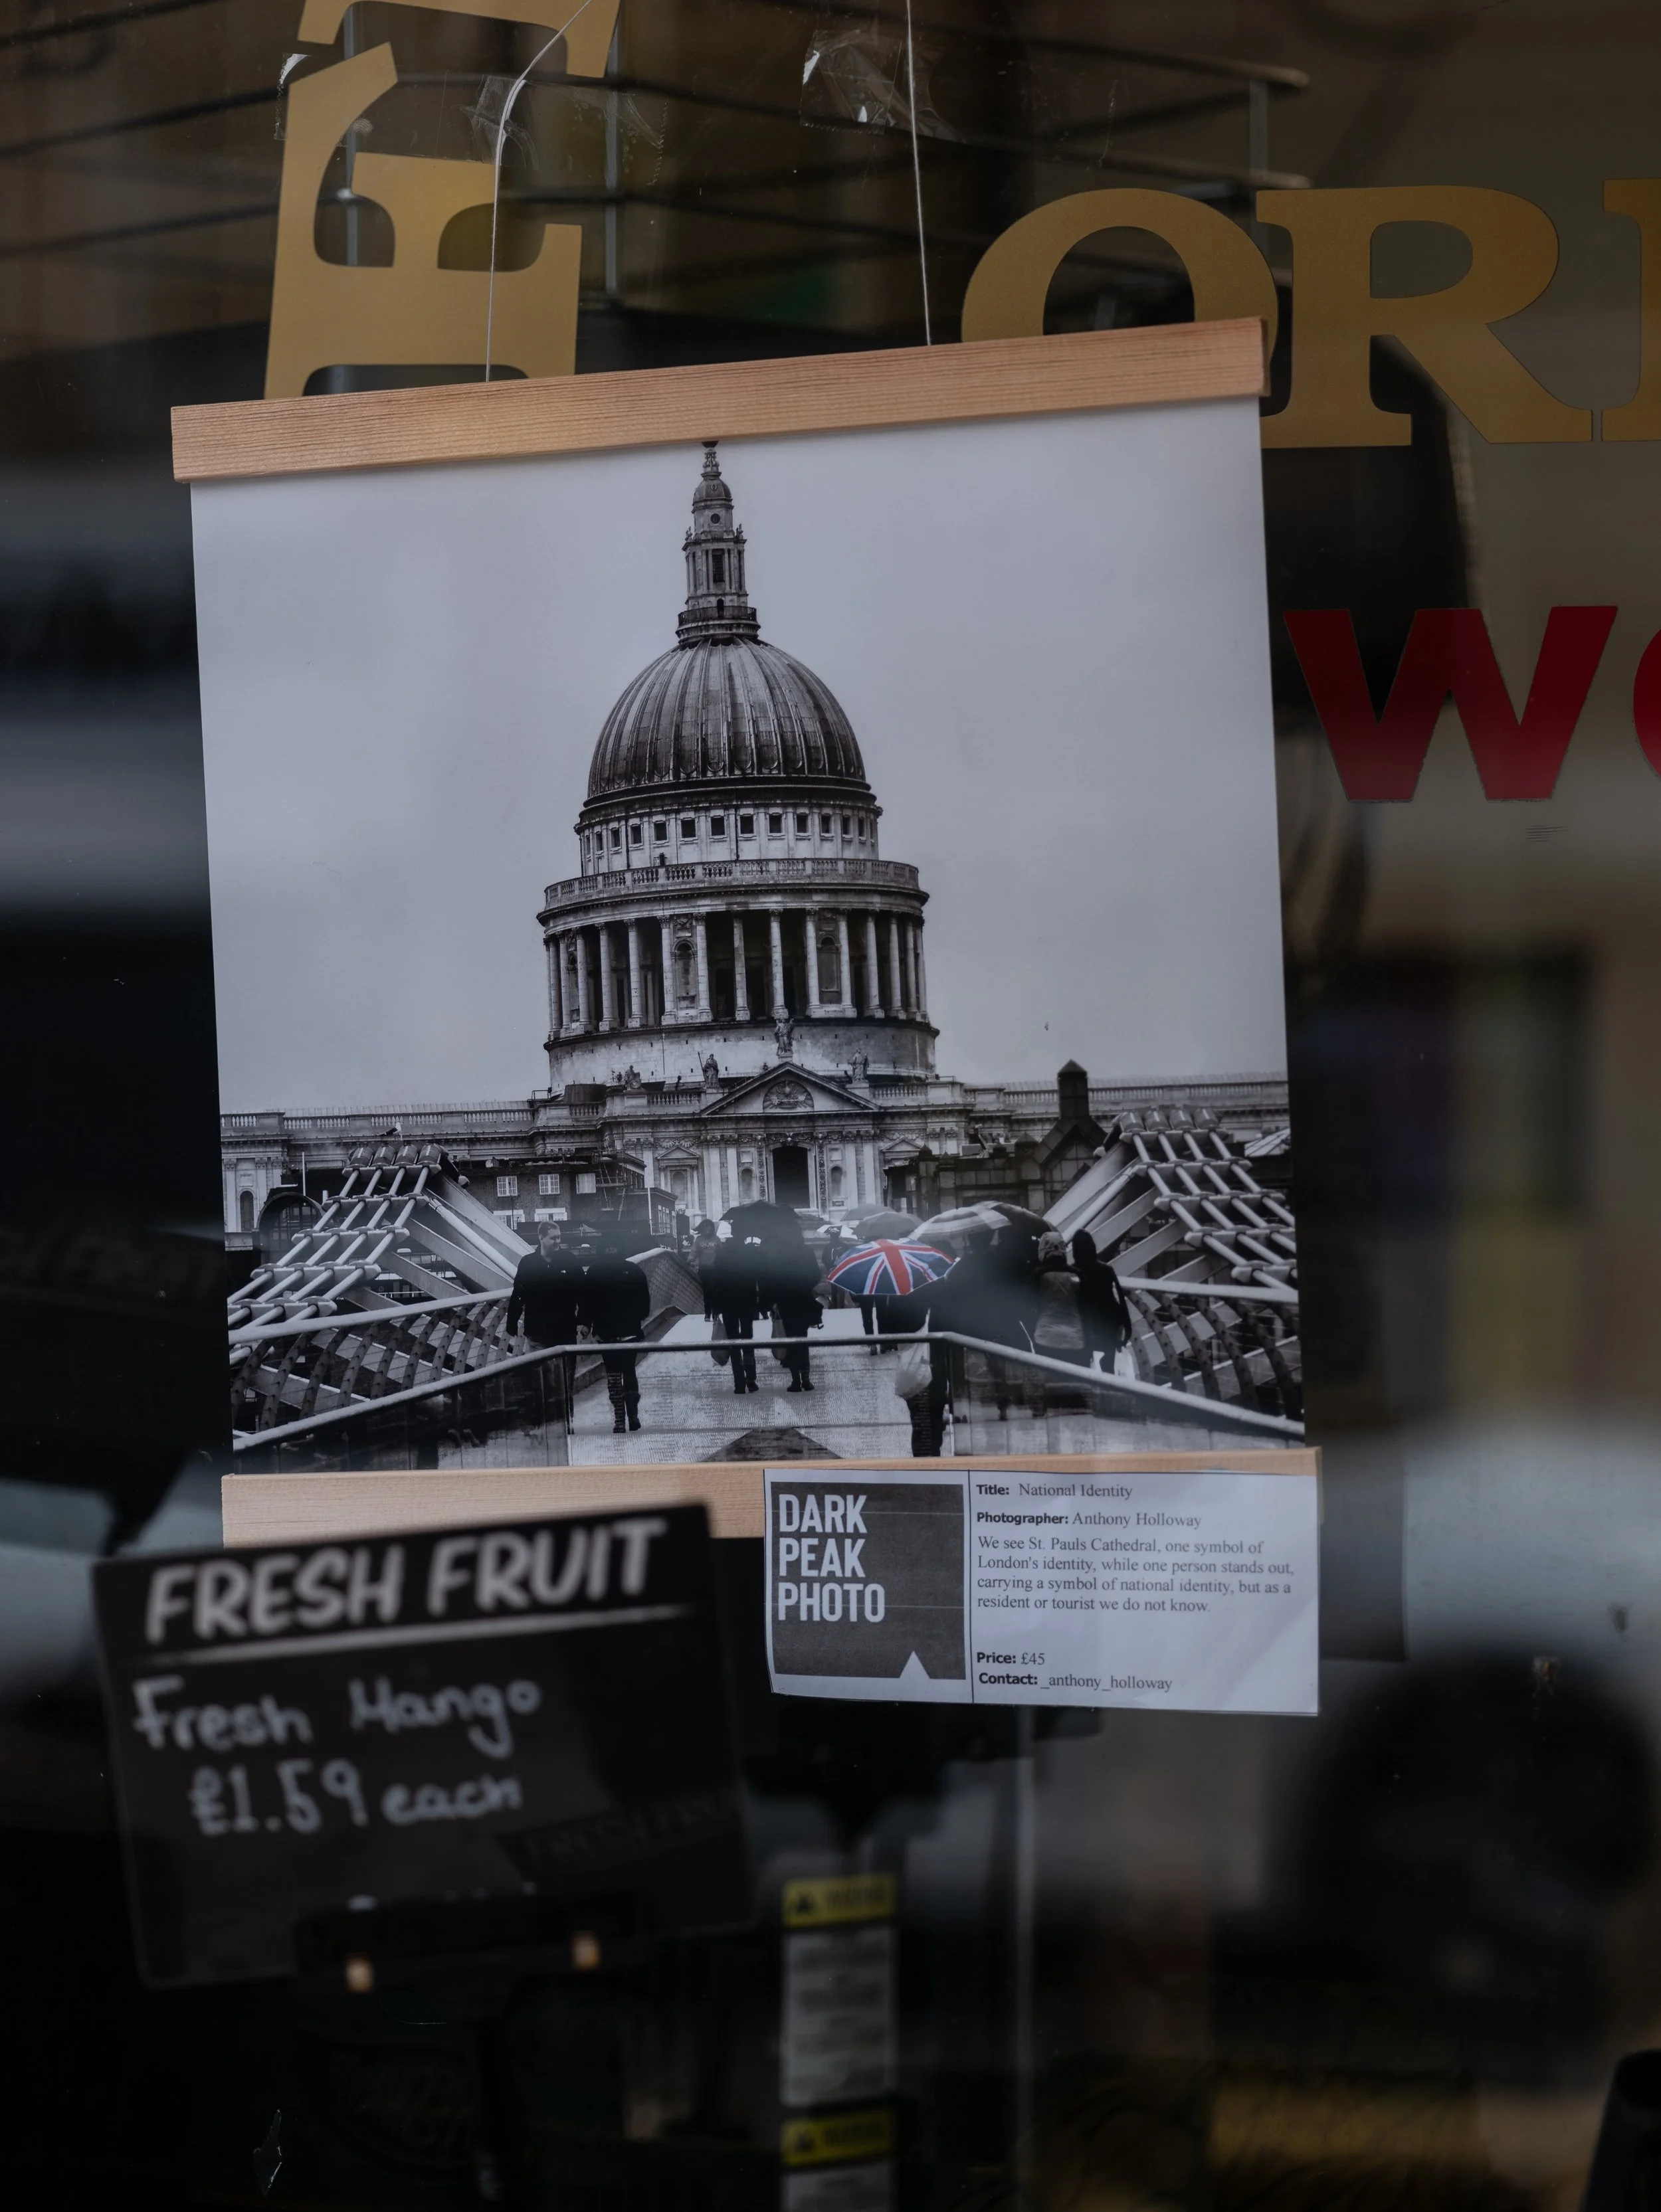 DARK
PEAK
PHOTO
Title: National Identity
Photographer: Anthony Holloway
We see St. Pauls Cathedral, one symbol of
London's identity, while one person stands out,
carrying a symbol of national identity, but as a
resident or tourist we do not know.
Price: £45
Contact: _anthony_holloway
FRESH FRUIT
Fresh Mango
£1.59 each